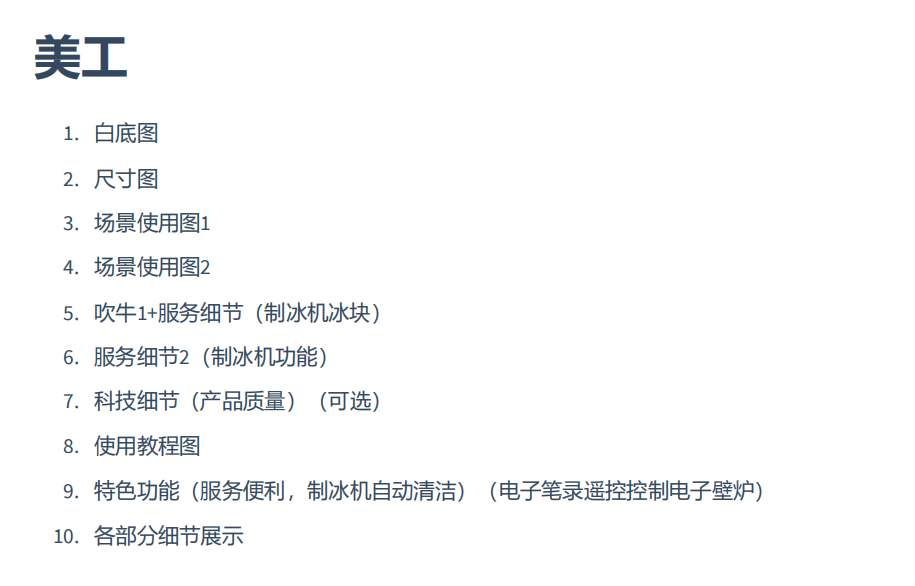 美工
1. 白底图
2. 尺寸图
3. 场景使用图1
4. 场景使用图2
5. 吹牛1+服务细节（制冰机冰块）
6. 服务细节2（制冰机功能）
7. 科技细节（产品质量）（可选）
8. 使用教程图
9. 特色功能（服务便利，制冰机自动清洁）（电子笔录遥控控制电子壁炉）
10. 各部分细节展示